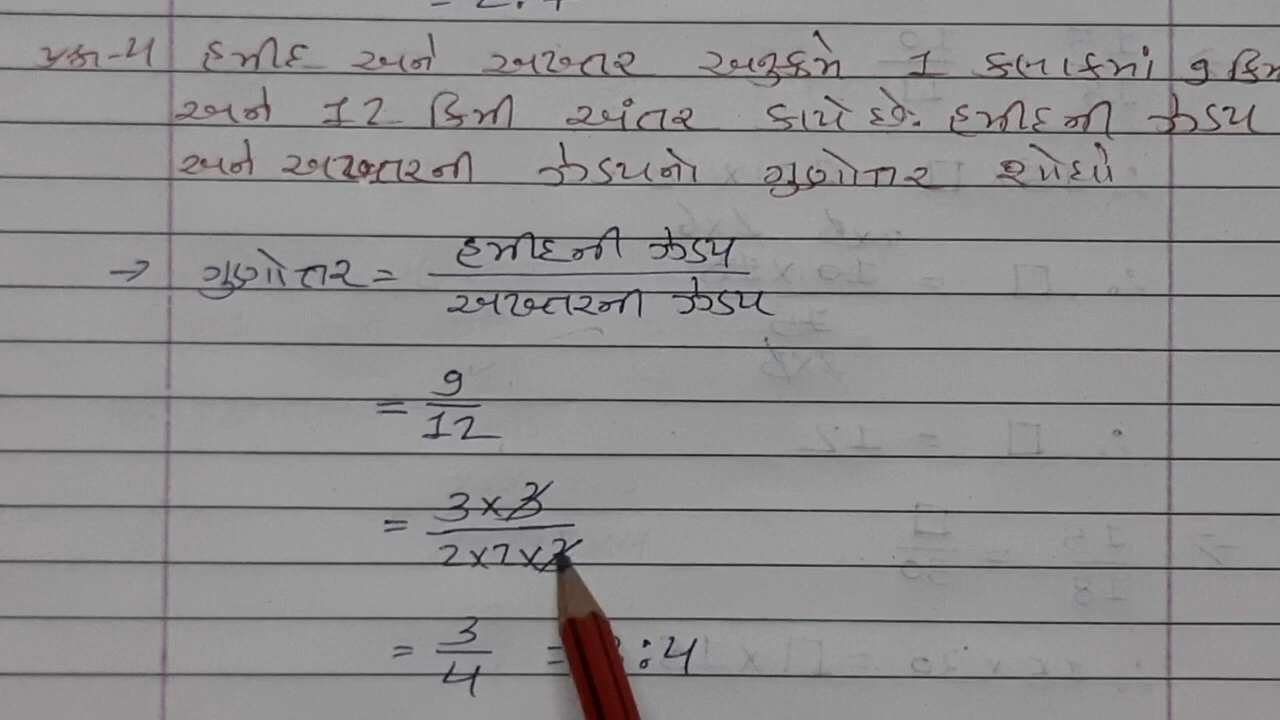 પ્રશ્ન-૫ હમીદ અને અખ્તર અનુક્રમે 1 કલાકમાં 9 કિમ
અને 12 કિમી અંતર કાપે છે. હમીદની ઝડપ
અને અખ્તરની ઝડપનો ગુણોત્તર શોધો
→ ગુણોત્તર = હમીદની ઝડપ / અખ્તરની ઝડપ
= 9 / 12
= 3 × 3 / 2 × 2 × 3
= 3 / 4 = : 4